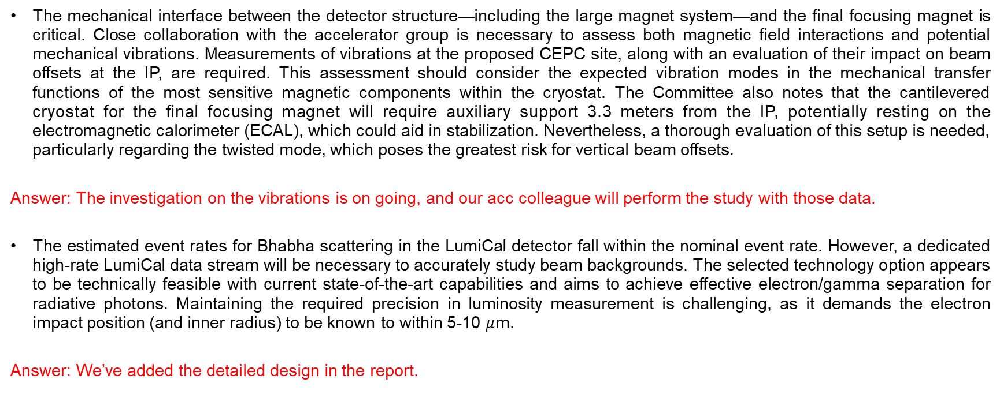 • The mechanical interface between the detector structure—including the large magnet system—and the final focusing magnet is
critical. Close collaboration with the accelerator group is necessary to assess both magnetic field interactions and potential
mechanical vibrations. Measurements of vibrations at the proposed CEPC site, along with an evaluation of their impact on beam
offsets at the IP, are required. This assessment should consider the expected vibration modes in the mechanical transfer
functions of the most sensitive magnetic components within the cryostat. The Committee also notes that the cantilevered
cryostat for the final focusing magnet will require auxiliary support 3.3 meters from the IP, potentially resting on the
electromagnetic calorimeter (ECAL), which could aid in stabilization. Nevertheless, a thorough evaluation of this setup is needed,
particularly regarding the twisted mode, which poses the greatest risk for vertical beam offsets.
Answer: The investigation on the vibrations is on going, and our acc colleague will perform the study with those data.
• The estimated event rates for Bhabha scattering in the LumiCal detector fall within the nominal event rate. However, a dedicated
high-rate LumiCal data stream will be necessary to accurately study beam backgrounds. The selected technology option appears
to be technically feasible with current state-of-the-art capabilities and aims to achieve effective electron/gamma separation for
radiative photons. Maintaining the required precision in luminosity measurement is challenging, as it demands the electron
impact position (and inner radius) to be known to within 5-10 μm.
Answer: We’ve added the detailed design in the report.